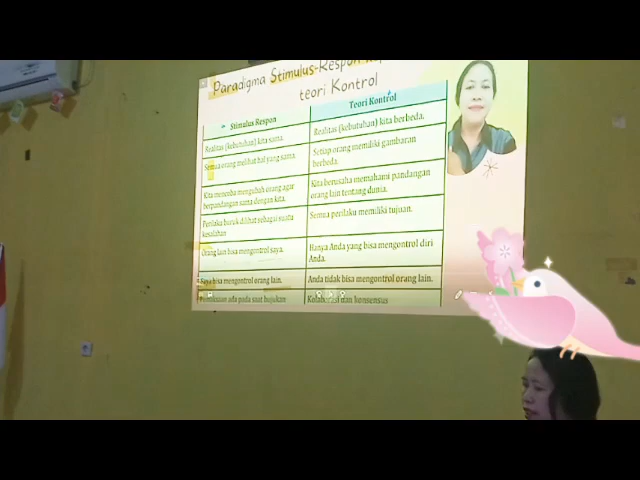 Paradigma Stimulus-Respon
teori Kontrol
Stimulus Respon
Teori Kontrol
Realitas (kebutuhan) kita sama.
Realitas (kebutuhan) kita berbeda.
Semua orang melihat hal yang sama.
Setiap orang memiliki gambaran
berbeda.
Kita mencoba mengubah orang agar
berpandangan sama dengan kita.
Kita berusaha memahami pandangan
orang lain tentang dunia.
Perilaku buruk dilihat sebagai suatu
kesalahan
Semua perilaku memiliki tujuan.
Orang lain bisa mengontrol saya.
Hanya Anda yang bisa mengontrol diri
Anda.
Saya bisa mengontrol orang lain.
Anda tidak bisa mengontrol orang lain.
ada pada saat bujukan
Kolaborasi dan konsensus